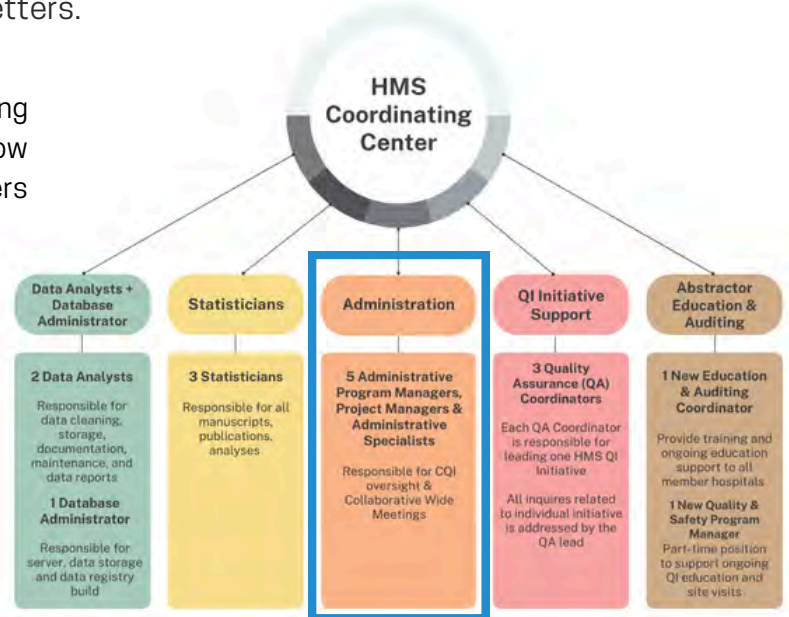 etters.
ng
ow
ers
HMS
Coordinating
Center
Data Analysts +
Database
Administrator
2 Data Analysts
Responsible for
data cleaning,
storage,
documentation,
maintenance, and
data reports
1 Database
Administrator
Responsible for
server, data storage
and data registry
build
Statisticians
3 Statisticians
Responsible for all
manuscripts,
publications,
analyses
Administration
5 Administrative
Program Managers,
Project Managers &
Administrative
Specialists
Responsible for CQI
oversight &
Collaborative Wide
Meetings
QI Initiative
Support
3 Quality
Assurance (QA)
Coordinators
Each QA Coordinator
is responsible for
leading one HMS QI
Initiative
All inquires related
to individual initiative
is addressed by the
QA lead
Abstractor
Education &
Auditing
1 New Education
& Auditing
Coordinator
Provide training and
ongoing education
support to all
member hospitals
1 New Quality &
Safety Program
Manager
Part-time position
to support ongoing
QI education and
site visits